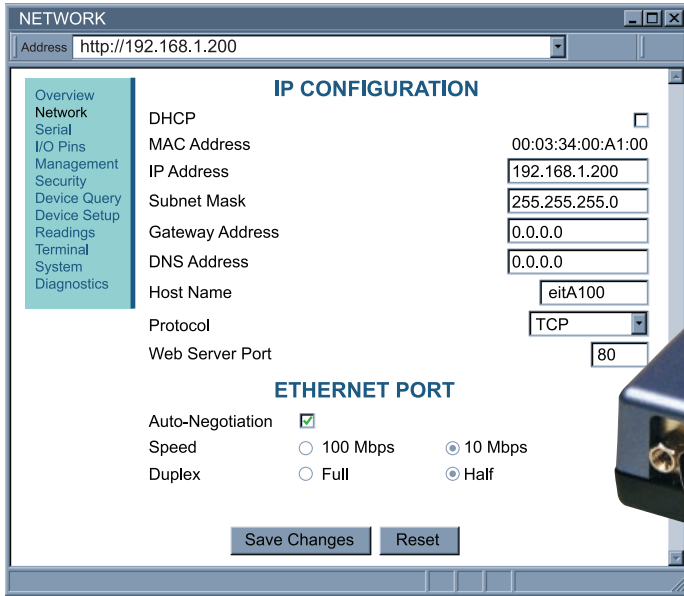 NETWORK
Address http://192.168.1.200
Overview
Network
Serial
I/O Pins
Management
Security
Device Query
Device Setup
Readings
Terminal
System
Diagnostics
IP CONFIGURATION
DHCP
MAC Address 00:03:34:00:A1:00
IP Address 192.168.1.200
Subnet Mask 255.255.255.0
Gateway Address 0.0.0.0
DNS Address 0.0.0.0
Host Name eitA100
Protocol TCP
Web Server Port 80
ETHERNET PORT
Auto-Negotiation
Speed 100 Mbps 10 Mbps
Duplex Full Half
Save Changes Reset